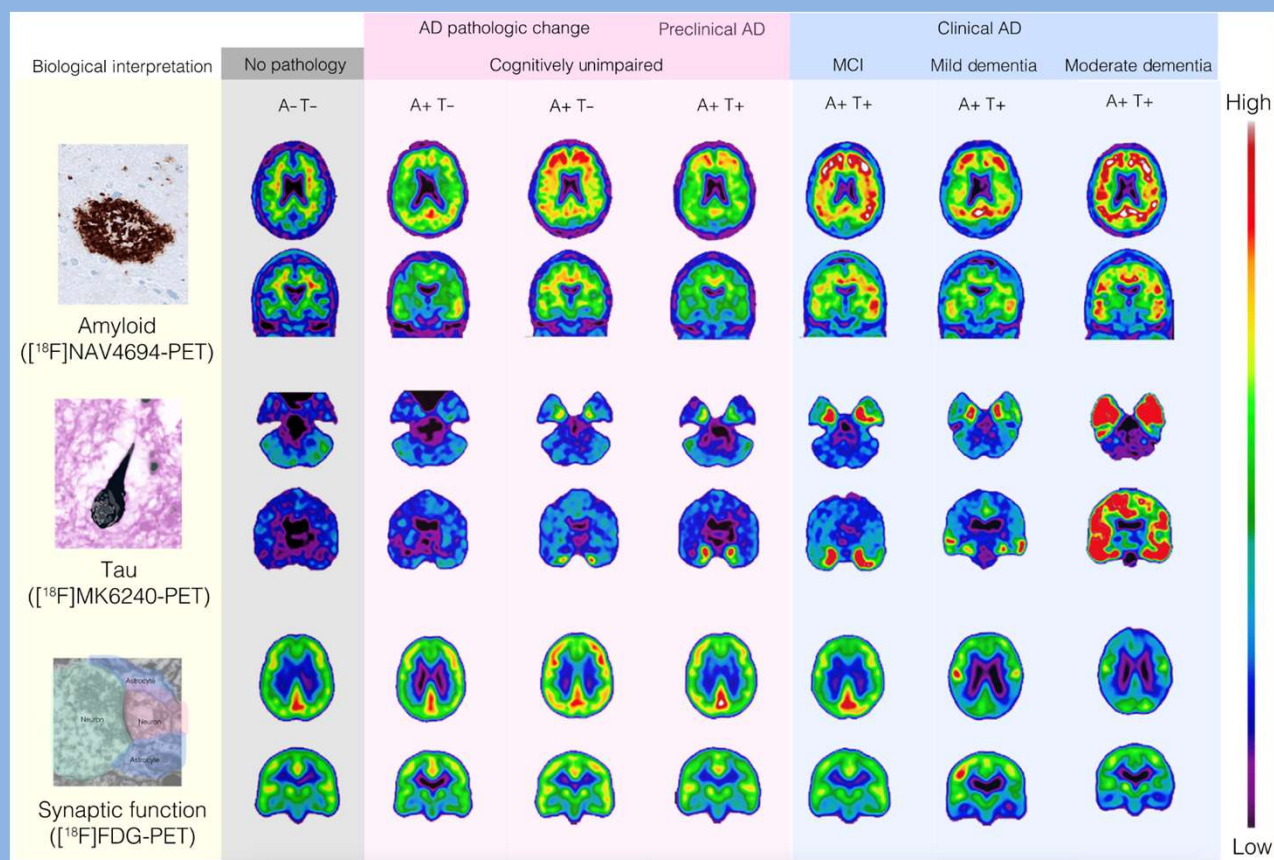 AD pathologic change
Preclinical AD
Clinical AD
Biological interpretation
No pathology
Cognitively unimpaired
MCI
Mild dementia
Moderate dementia
A– T–
A+ T–
A+ T–
A+ T+
A+ T+
A+ T+
A+ T+
High
Amyloid
([¹⁸F]NAV4694-PET)
Tau
([¹⁸F]MK6240-PET)
Astrocyte
Neuron
Neuron
Astrocyte
Synaptic function
([¹⁸F]FDG-PET)
Low